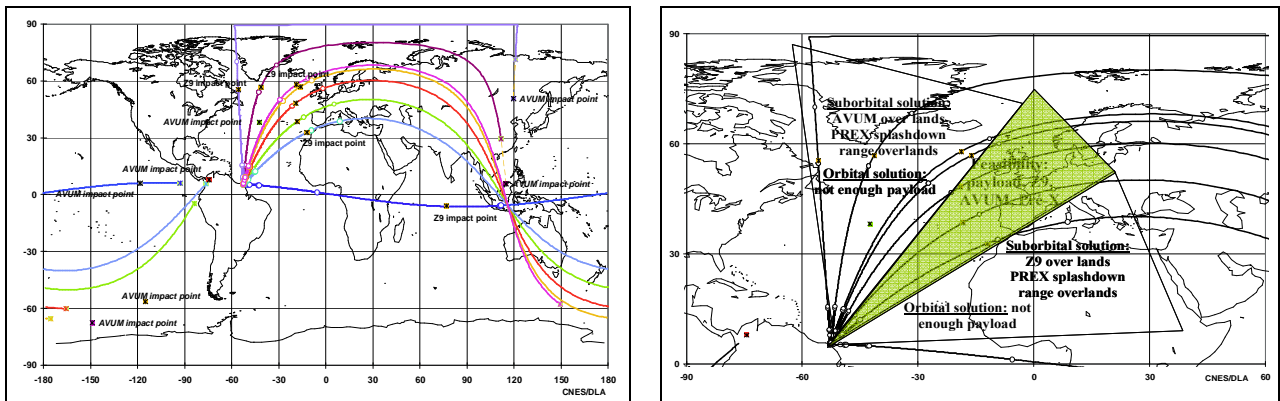 90
60
30
0
-30
-60
-90
-180 -150 -120 -90 -60 -30 0 30 60 90 120 150 180
CNES/DLA
Z9 impact point
Z9 impact point
AVUM impact point
AVUM impact point
Z9 impact point
AVUM impact point
AVUM impact point
AVUM impact point
Z9 impact point
AVUM impact point
AVUM impact point
90
60
30
0
-90 -60 -30 0 30 60
CNES/DLA
Suborbital solution:
AVUM over lands
PREX splashdown
range overlands
Orbital solution:
not enough payload
Feasibility:
payload, Z9,
AVUM, Pre-X
Suborbital solution:
Z9 over lands
PREX splashdown
range overlands
Orbital solution: not
enough payload